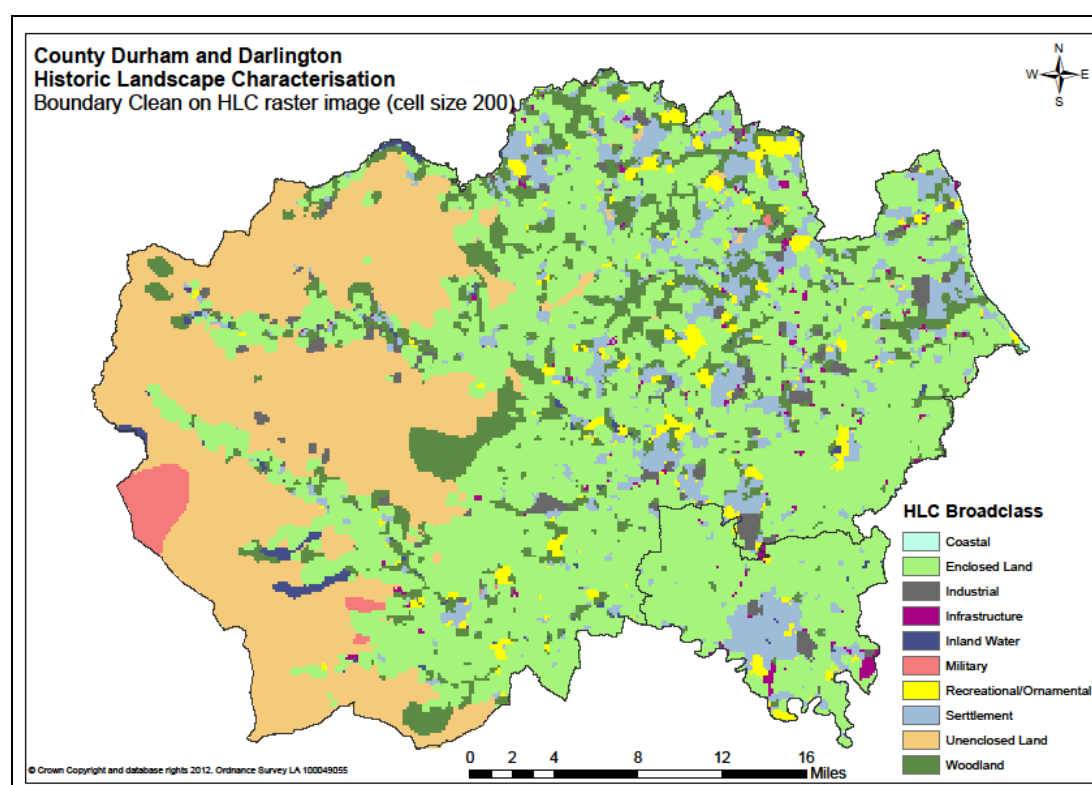 County Durham and Darlington
Historic Landscape Characterisation
Boundary Clean on HLC raster image (cell size 200)
N
W E
S
HLC Broadclass
Coastal
Enclosed Land
Industrial
Infrastructure
Inland Water
Military
Recreational/Ornamental
Serttlement
Unenclosed Land
Woodland
© Crown Copyright and database rights 2012. Ordnance Survey LA 100049055
0 2 4 8 12 16
Miles